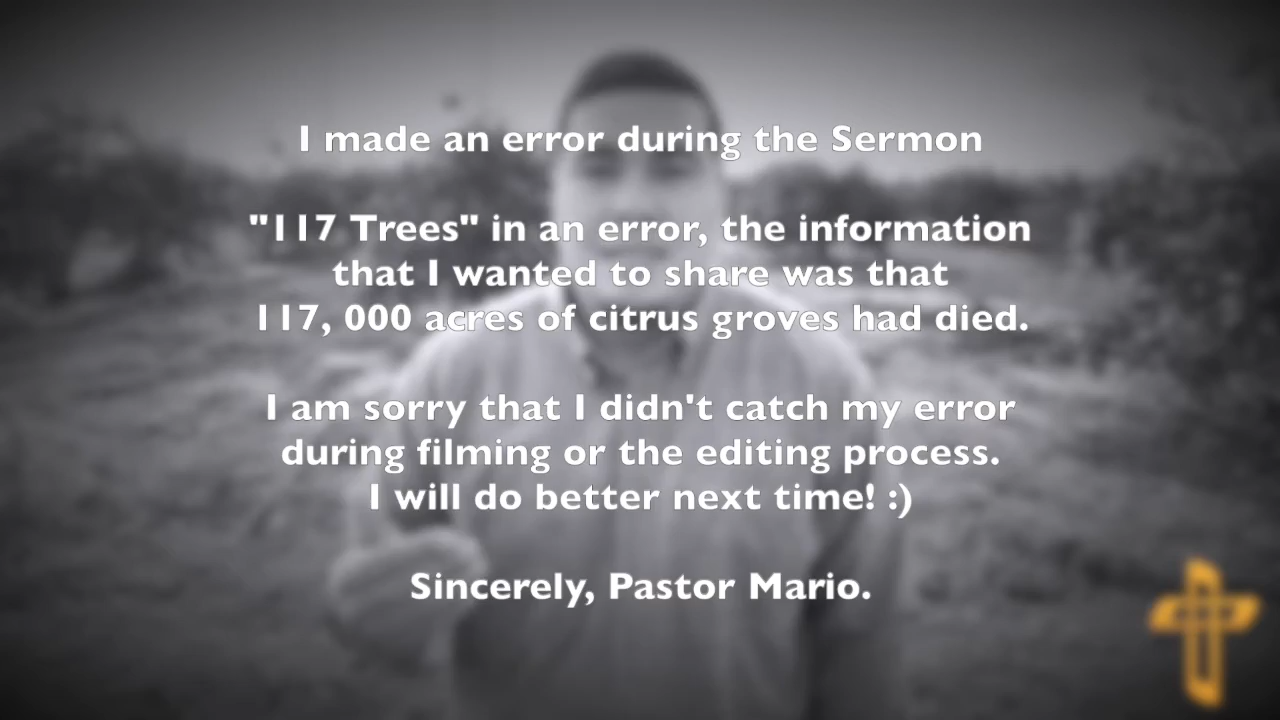 I made an error during the Sermon
"117 Trees" in an error, the information
that I wanted to share was that
117, 000 acres of citrus groves had died.
I am sorry that I didn't catch my error
during filming or the editing process.
I will do better next time! :)
Sincerely, Pastor Mario.